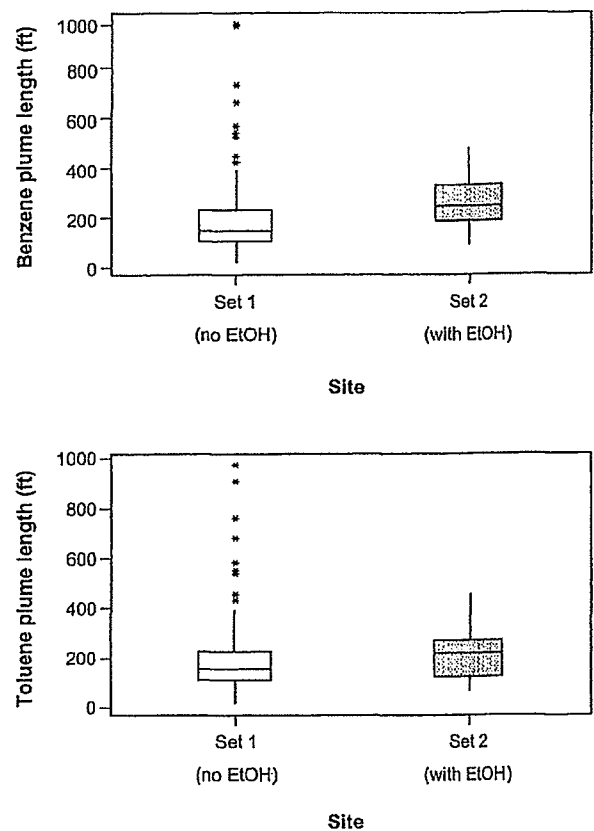 Benzene plume length (ft)
1000
800
600
400
200
0
Set 1
Set 2
(no EtOH)
(with EtOH)
Site
Toluene plume length (ft)
1000
800
600
400
200
0
Set 1
Set 2
(no EtOH)
(with EtOH)
Site